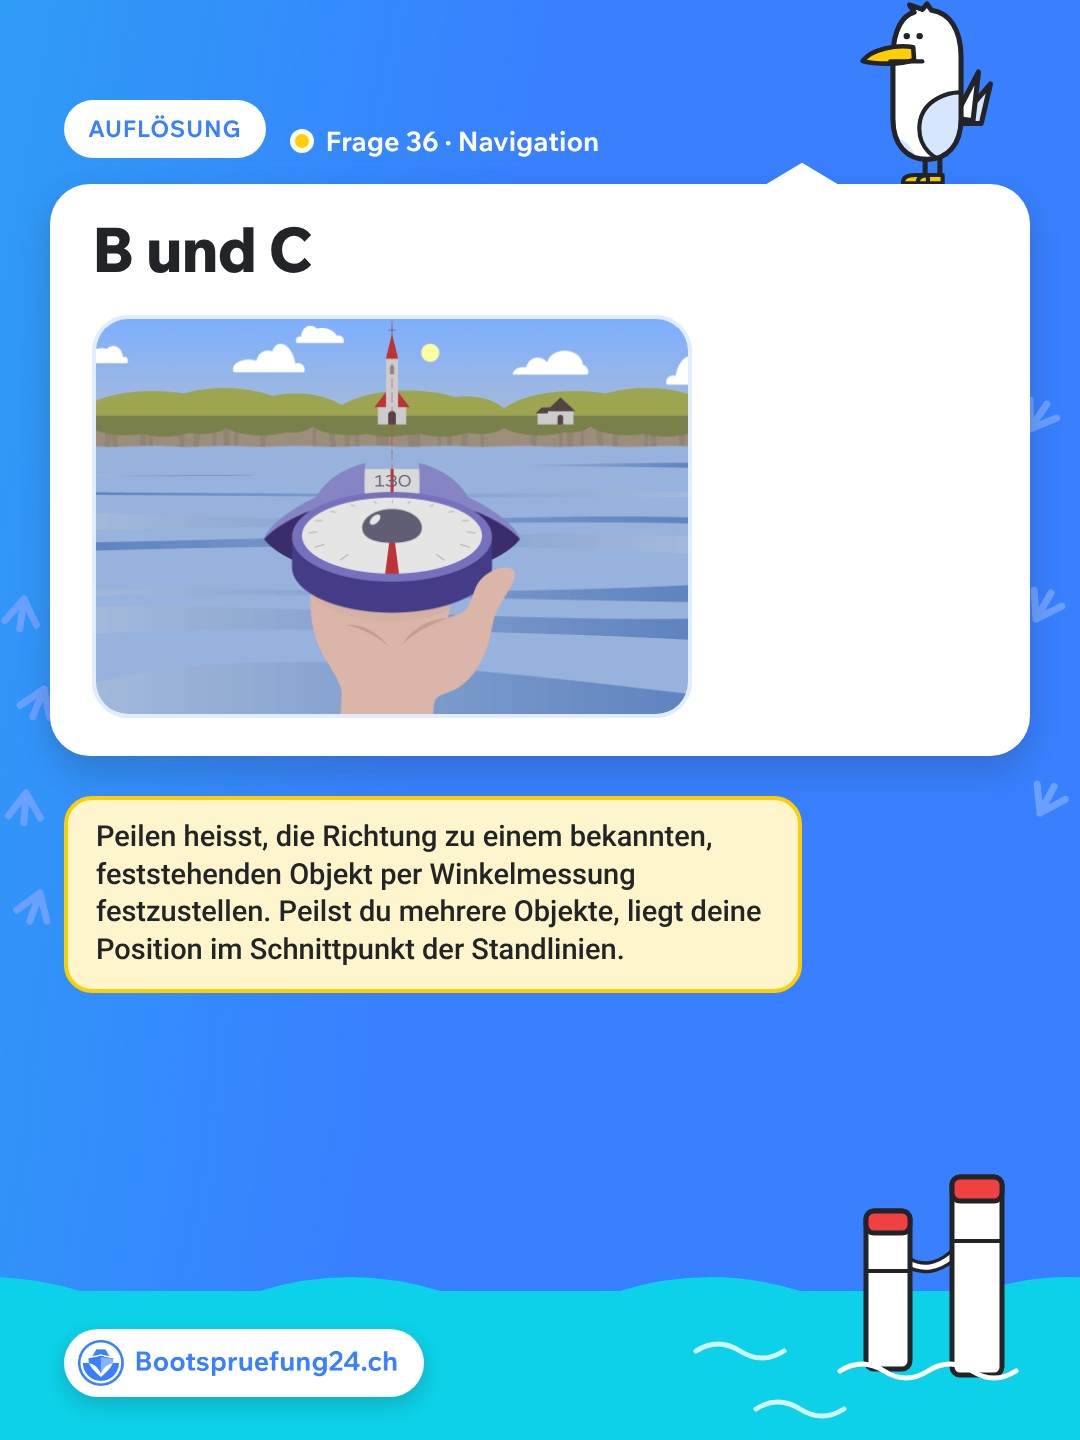 AUFLÖSUNG
Frage 36 · Navigation
B und C
130
Peilen heisst, die Richtung zu einem bekannten,
feststehenden Objekt per Winkelmessung
festzustellen. Peilst du mehrere Objekte, liegt deine
Position im Schnittpunkt der Standlinien.
Bootspruefung24.ch